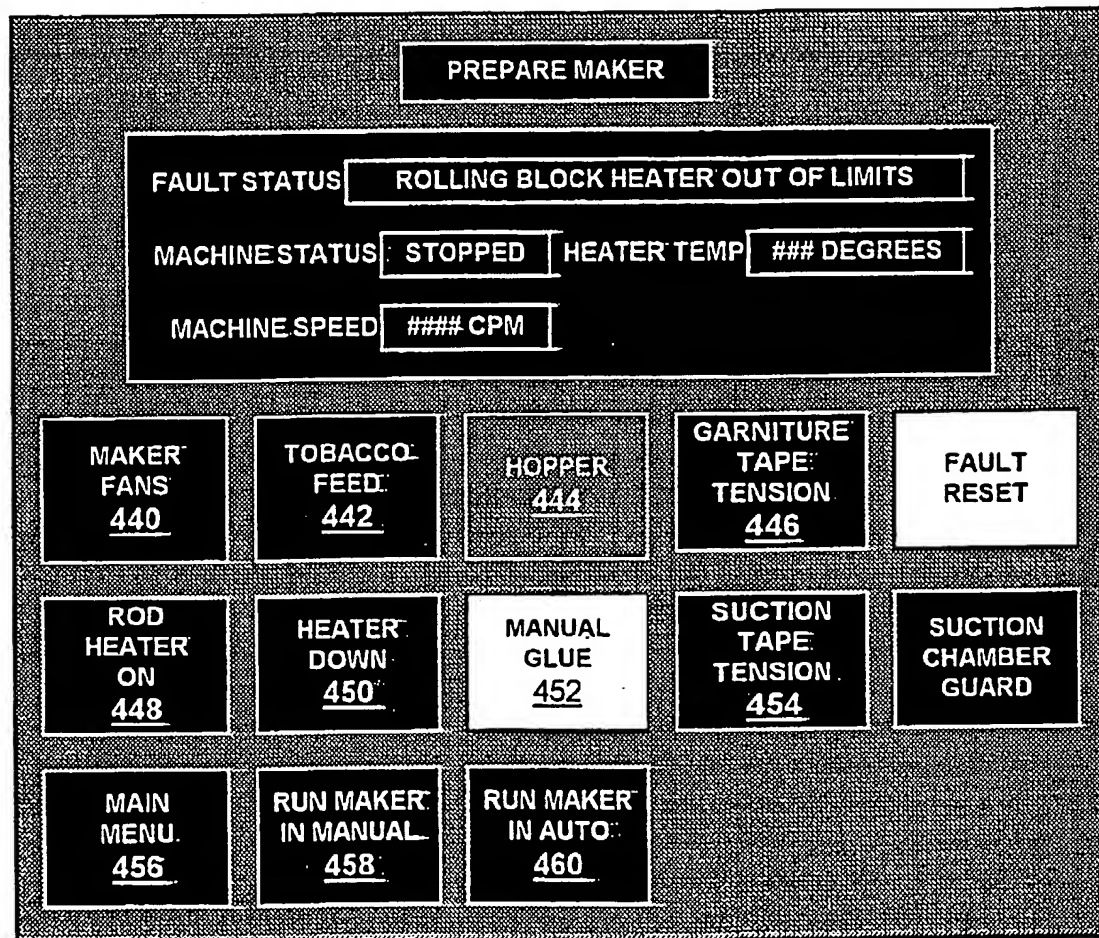 PREPARE MAKER
FAULT STATUS ROLLING BLOCK HEATER OUT OF LIMITS
MACHINE STATUS STOPPED HEATER TEMP ### DEGREES
MACHINE SPEED #### CPM
MAKER
FANS
440
TOBACCO
FEED
442
HOPPER
444
GARNITURE
TAPE
TENSION
446
FAULT
RESET
ROD
HEATER
ON
448
HEATER
DOWN
450
MANUAL
GLUE
452
SUCTION
TAPE
TENSION
454
SUCTION
CHAMBER
GUARD
MAIN
MENU
456
RUN MAKER
IN MANUAL
458
RUN MAKER
IN AUTO
460